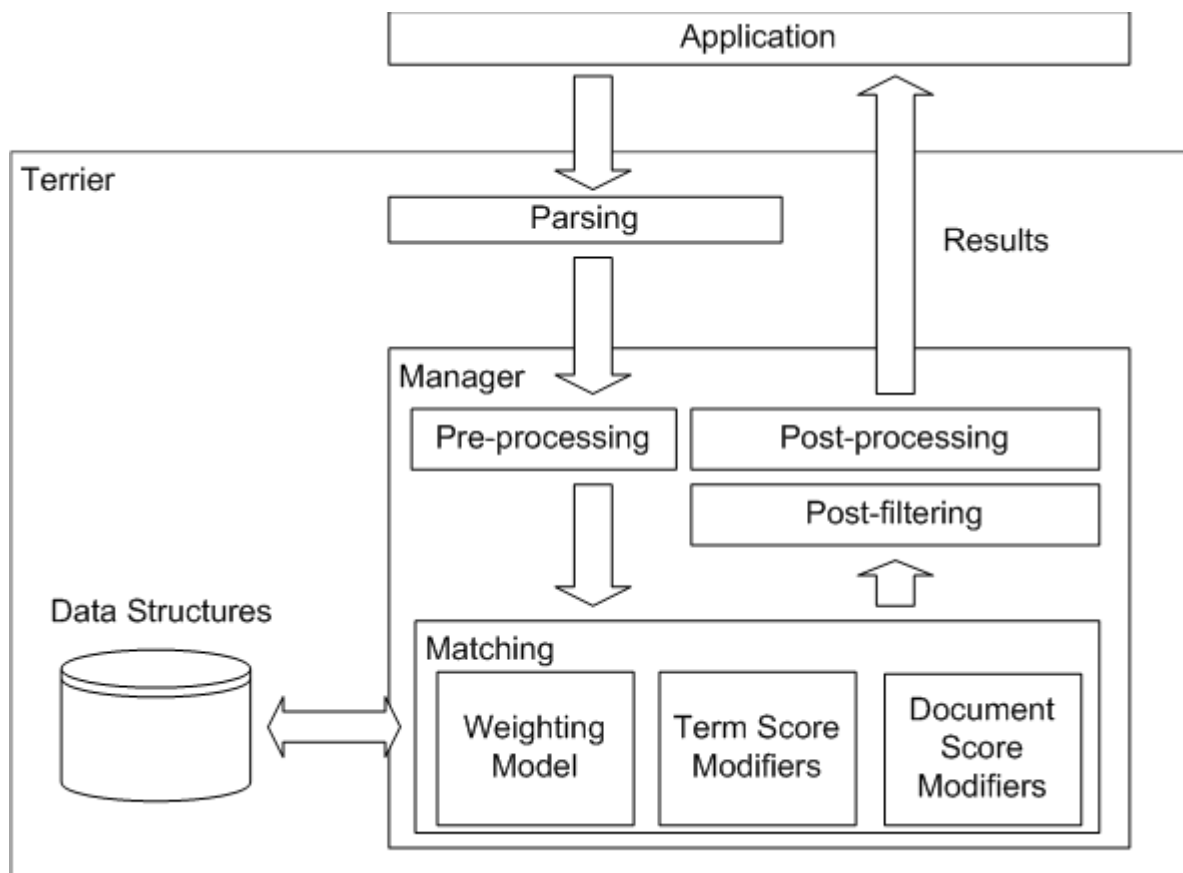 Application
Terrier
Parsing
Results
Manager
Pre-processing
Post-processing
Post-filtering
Data Structures
Matching
Weighting
Model
Term Score
Modifiers
Document
Score
Modifiers